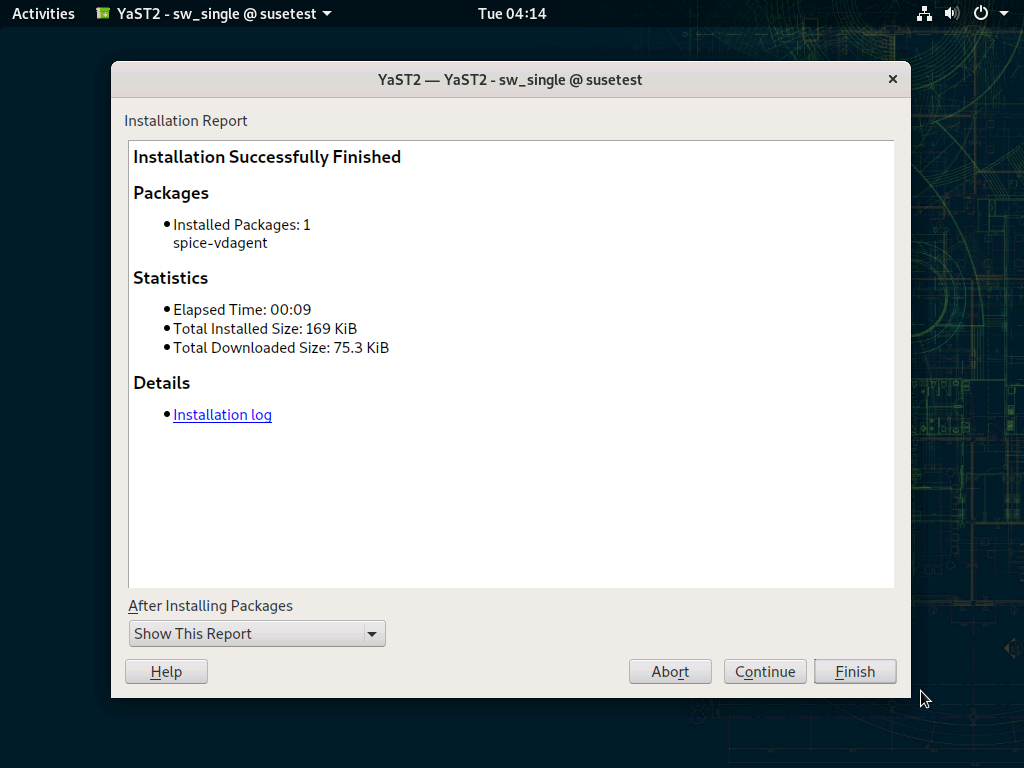 Activities YaST2 - sw_single @ susetest Tue 04:14
YaST2 — YaST2 - sw_single @ susetest
Installation Report
Installation Successfully Finished
Packages
Installed Packages: 1
spice-vdagent
Statistics
Elapsed Time: 00:09
Total Installed Size: 169 KiB
Total Downloaded Size: 75.3 KiB
Details
Installation log
After Installing Packages
Show This Report
Help Abort Continue Finish